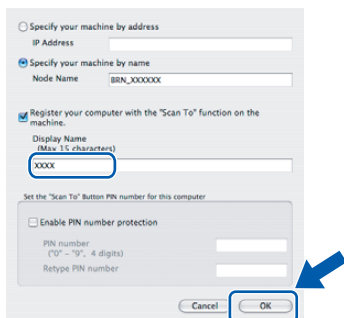 Specify your machine by address
IP Address
Specify your machine by name
Node Name BRN_XXXXXX
Register your computer with the "Scan To" function on the
machine.
Display Name
(Max 15 characters)
XXXX
Set the "Scan To" Button PIN number for this computer
Enable PIN number protection
PIN number
("0" - "9", 4 digits)
Retype PIN number
Cancel OK